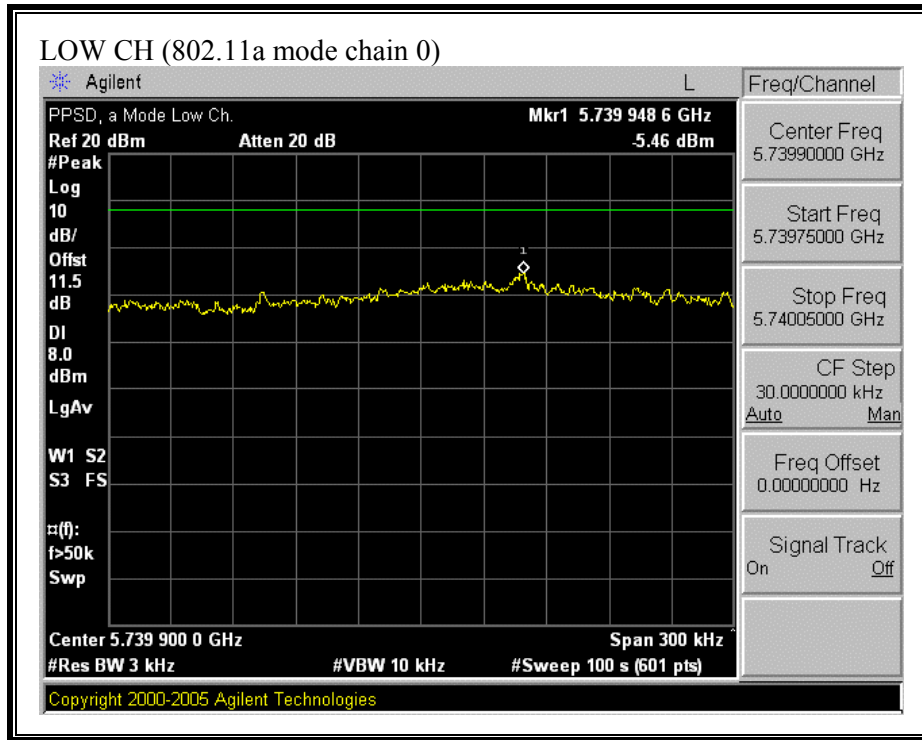 LOW CH (802.11a mode chain 0)
Agilent
L
Freq/Channel
PPSD, a Mode Low Ch.
Mkr1 5.739 948 6 GHz
Ref 20 dBm
Atten 20 dB
-5.46 dBm
#Peak
Log
10
dB/
Offst
11.5
dB
DI
8.0
dBm
LgAv
W1 S2
S3 FS
¤(f):
f>50k
Swp
1
Center 5.739 900 0 GHz
Span 300 kHz
#Res BW 3 kHz
#VBW 10 kHz
#Sweep 100 s (601 pts)
Copyright 2000-2005 Agilent Technologies
Center Freq
5.73990000 GHz
Start Freq
5.73975000 GHz
Stop Freq
5.74005000 GHz
CF Step
30.0000000 kHz
Auto Man
Freq Offset
0.00000000 Hz
Signal Track
On Off